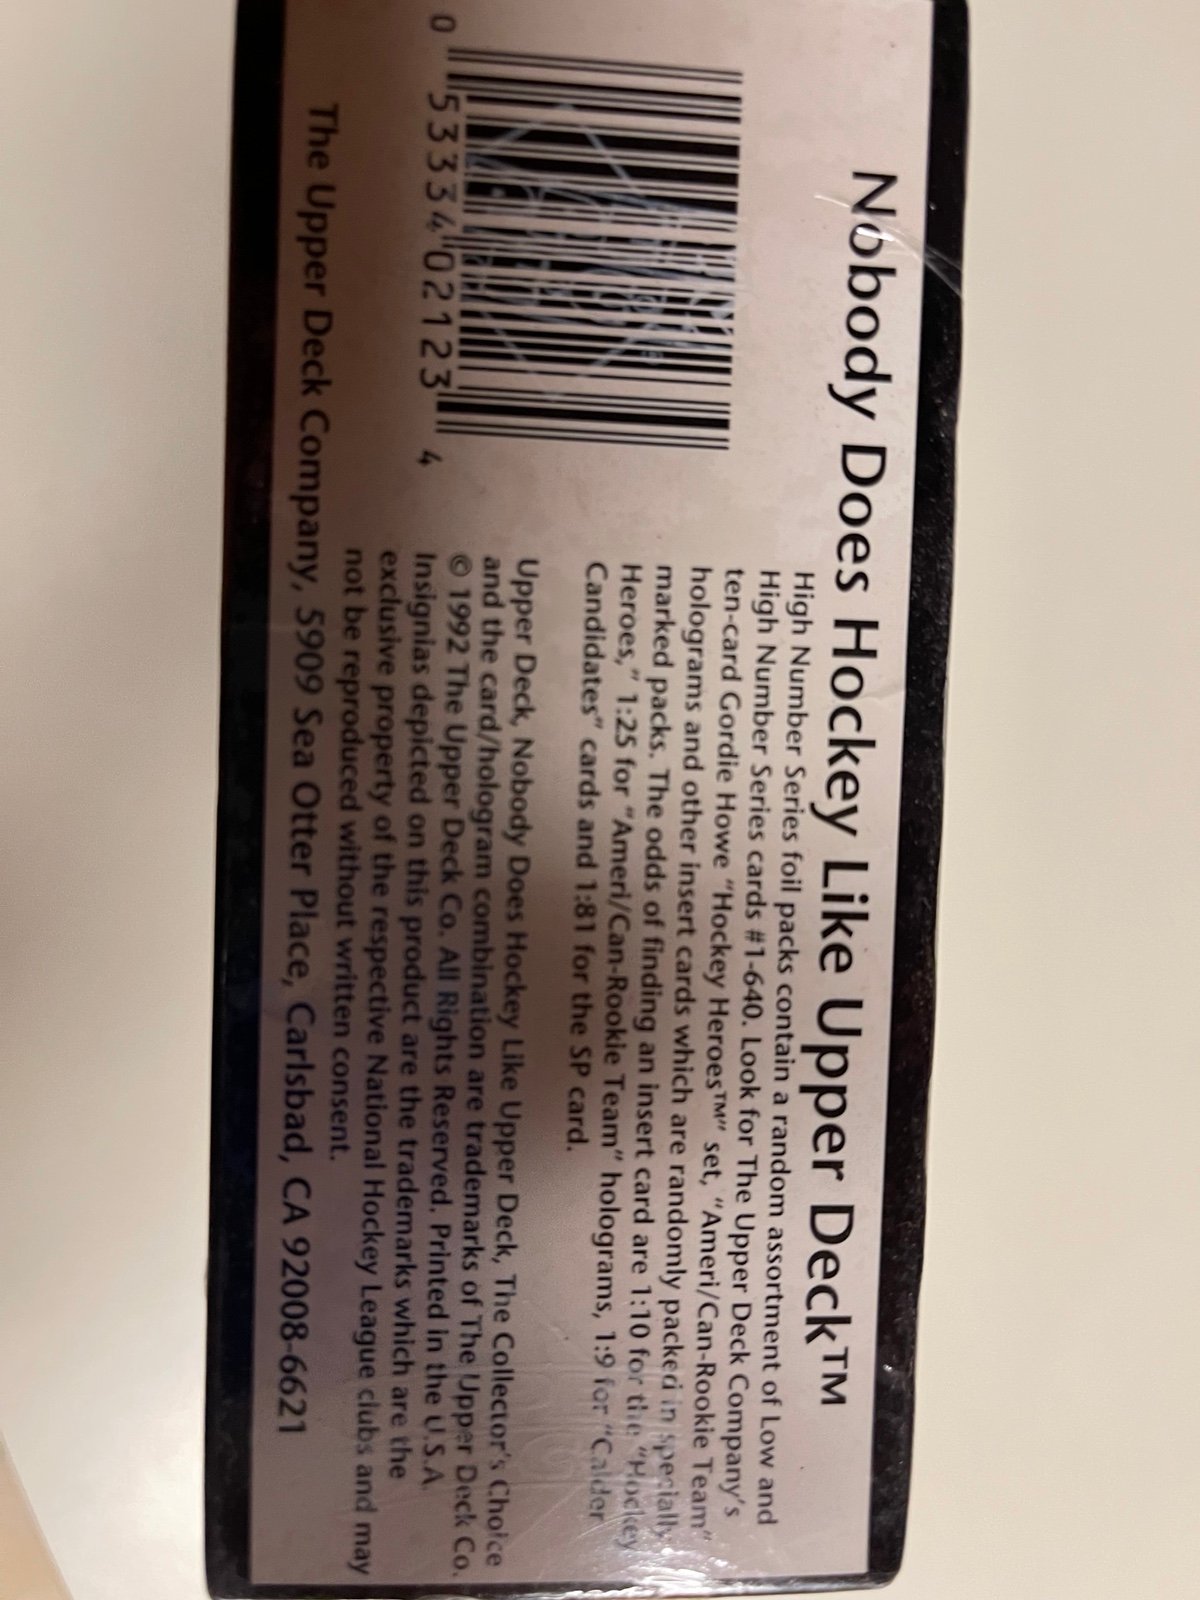 Nobody Does Hockey Like Upper Deck™
High Number Series foil packs contain a random assortment of Low and
High Number Series cards #1-640. Look for The Upper Deck Company's
ten-card Gordie Howe "Hockey Heroes™" set, "Ameri/Can-Rookie Team"
holograms and other insert cards which are randomly packed in specially
marked packs. The odds of finding an insert card are 1:10 for the "Hockey
Heroes," 1:25 for "Ameri/Can-Rookie Team" holograms, 1:9 for "Calder
Candidates" cards and 1:81 for the SP card.
Upper Deck, Nobody Does Hockey Like Upper Deck, The Collector's Choice
and the card/hologram combination are trademarks of The Upper Deck Co.
© 1992 The Upper Deck Co. All Rights Reserved. Printed in the U.S.A.
Insignias depicted on this product are the trademarks which are the
exclusive property of the respective National Hockey League clubs and may
not be reproduced without written consent.
0 53334 02123 4
The Upper Deck Company, 5909 Sea Otter Place, Carlsbad, CA 92008-6621